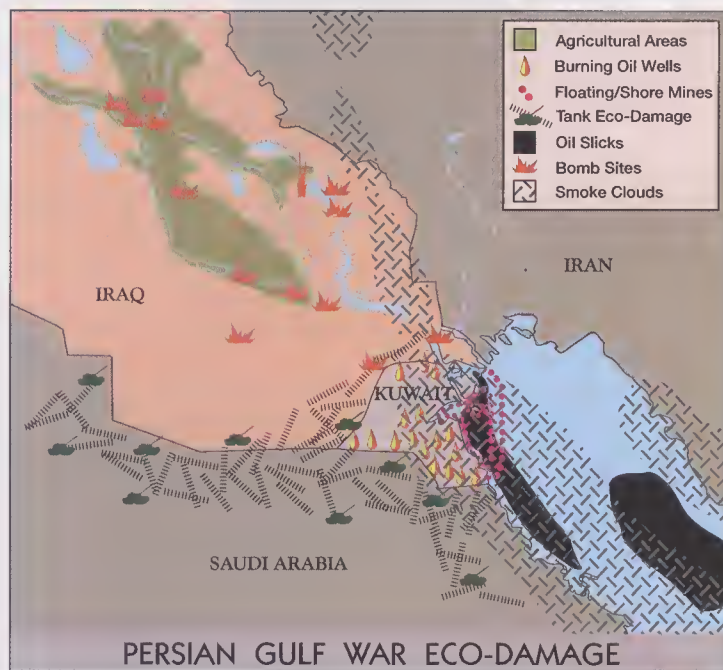 Agricultural Areas
Burning Oil Wells
Floating/Shore Mines
Tank Eco-Damage
Oil Slicks
Bomb Sites
Smoke Clouds
IRAN
IRAQ
KUWAIT
SAUDI ARABIA
PERSIAN GULF WAR ECO-DAMAGE